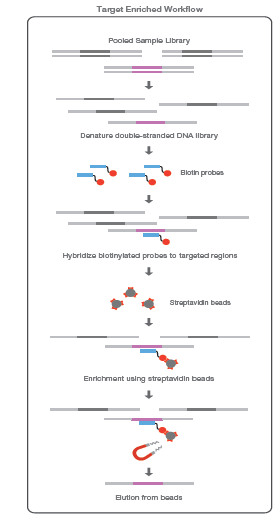 Target Enriched Workflow
Pooled Sample Library
Denature double-stranded DNA library
Biotin probes
Hybridize biotinylated probes to targeted regions
Streptavidin beads
Enrichment using streptavidin beads
Elution from beads